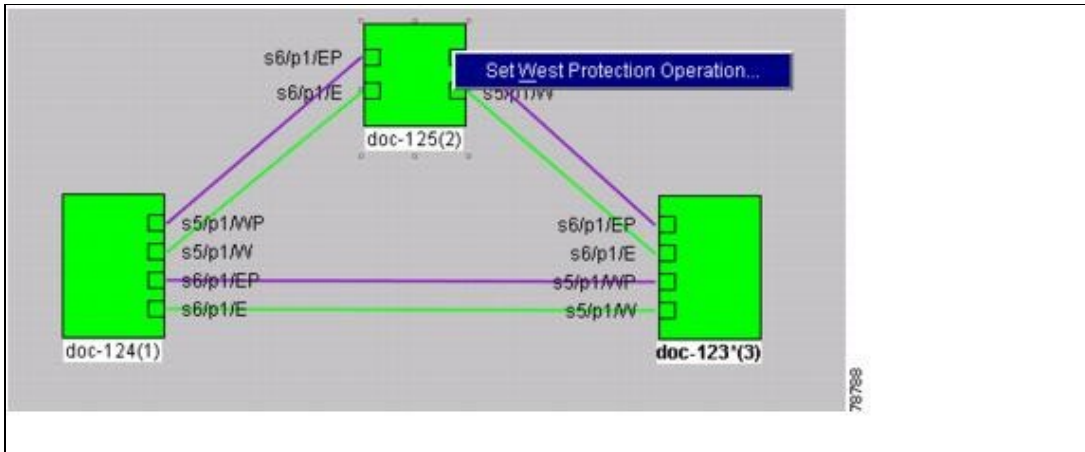 s6/p1/EP
Set West Protection Operation...
s6/p1/E
s5/p1/W
doc-125(2)
s5/p1/WP
s6/p1/EP
s5/p1/W
s6/p1/E
s6/p1/EP
s5/p1/WP
s6/p1/E
s5/p1/W
doc-124(1)
doc-123*(3)
78788